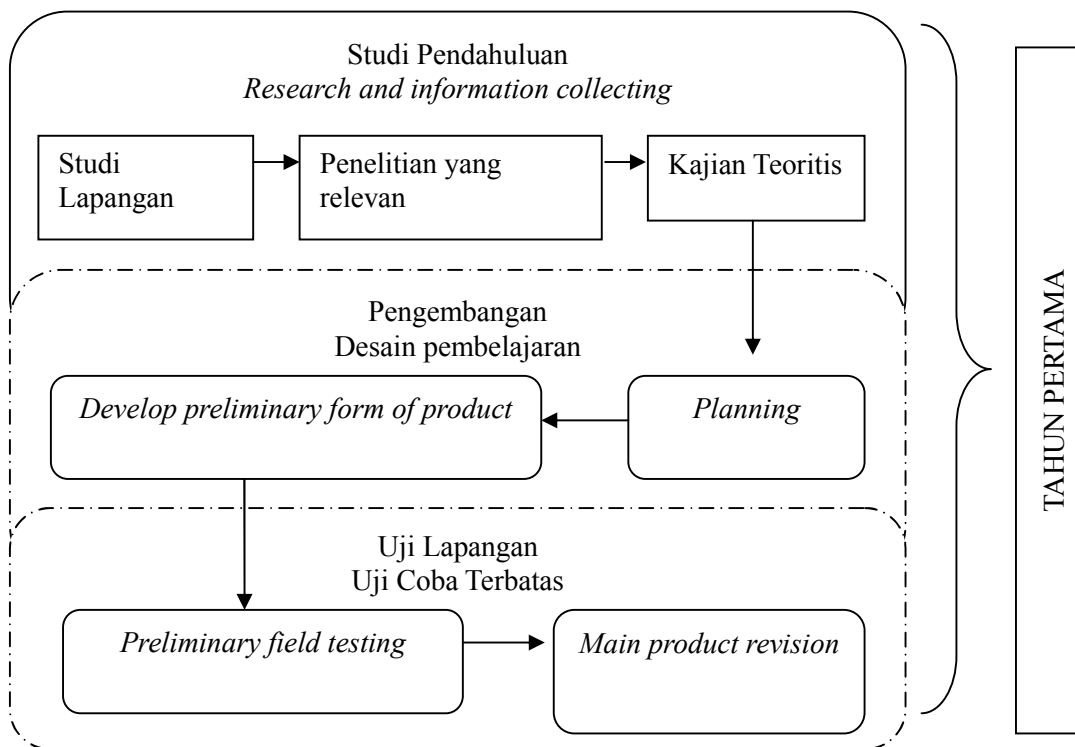 Studi Pendahuluan
Research and information collecting
Studi
Lapangan
Penelitian yang
relevan
Kajian Teoritis
Pengembangan
Desain pembelajaran
Develop preliminary form of product
Planning
Uji Lapangan
Uji Coba Terbatas
Preliminary field testing
Main product revision
TAHUN PERTAMA